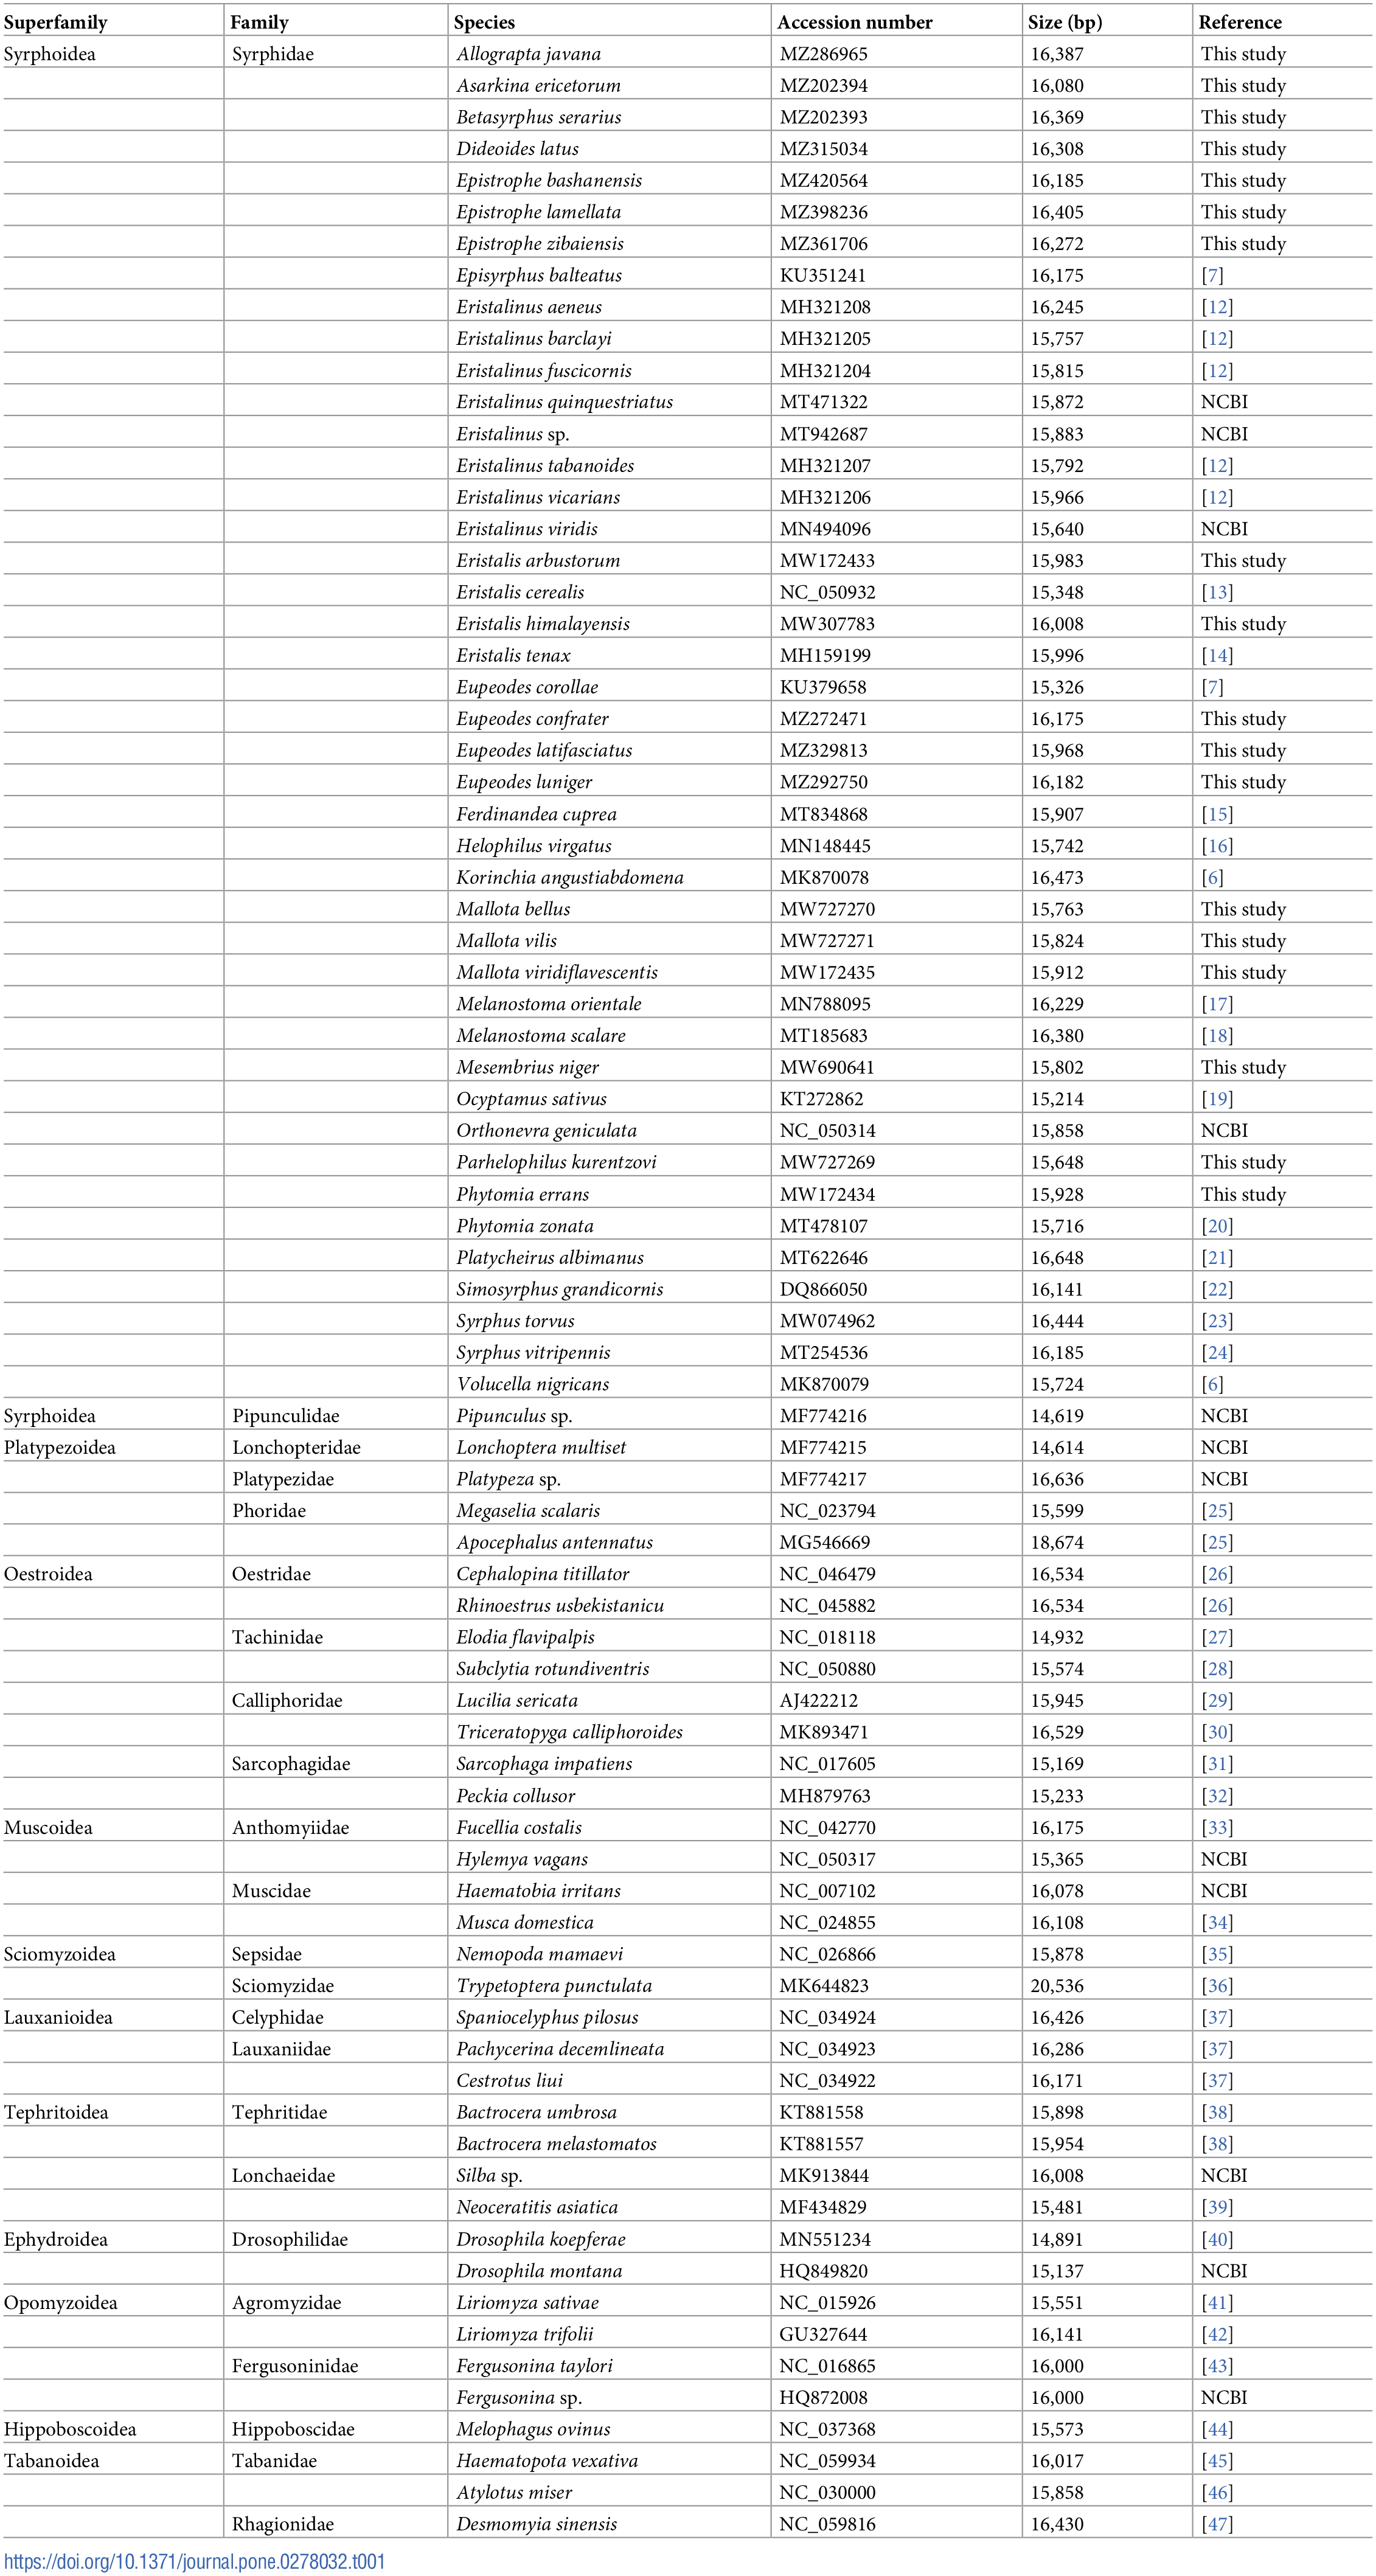 Superfamily Family Species Accession number Size (bp) Reference
Syrphoidea Syrphidae Allograpta javana MZ286965 16,387 This study
Asarkina ericetorum MZ202394 16,080 This study
Betasyrphus serarius MZ202393 16,369 This study
Dideoides latus MZ315034 16,308 This study
Epistrophe bashanensis MZ420564 16,185 This study
Epistrophe lamellata MZ398236 16,405 This study
Epistrophe zibaiensis MZ361706 16,272 This study
Episyrphus balteatus KU351241 16,175 [7]
Eristalinus aeneus MH321208 16,245 [12]
Eristalinus barclayi MH321205 15,757 [12]
Eristalinus fuscicornis MH321204 15,815 [12]
Eristalinus quinquestriatus MT471322 15,872 NCBI
Eristalinus sp. MT942687 15,883 NCBI
Eristalinus tabanoides MH321207 15,792 [12]
Eristalinus vicarians MH321206 15,966 [12]
Eristalinus viridis MN494096 15,640 NCBI
Eristalis arbustorum MW172433 15,983 This study
Eristalis cerealis NC_050932 15,348 [13]
Eristalis himalayensis MW307783 16,008 This study
Eristalis tenax MH159199 15,996 [14]
Eupeodes corollae KU379658 15,326 [7]
Eupeodes confrater MZ272471 16,175 This study
Eupeodes latifasciatus MZ329813 15,968 This study
Eupeodes luniger MZ292750 16,182 This study
Ferdinandea cuprea MT834868 15,907 [15]
Helophilus virgatus MN148445 15,742 [16]
Korinchia angustiabdomena MK870078 16,473 [6]
Mallota bellus MW727270 15,763 This study
Mallota vilis MW727271 15,824 This study
Mallota viridiflavescentis MW172435 15,912 This study
Melanostoma orientale MN788095 16,229 [17]
Melanostoma scalare MT185683 16,380 [18]
Mesembrius niger MW690641 15,802 This study
Ocyptamus sativus KT272862 15,214 [19]
Orthonevra geniculata NC_050314 15,858 NCBI
Parhelophilus kurentzovi MW727269 15,648 This study
Phytomia errans MW172434 15,928 This study
Phytomia zonata MT478107 15,716 [20]
Platycheirus albimanus MT622646 16,648 [21]
Simosyrphus grandicornis DQ866050 16,141 [22]
Syrphus torvus MW074962 16,444 [23]
Syrphus vitripennis MT254536 16,185 [24]
Volucella nigricans MK870079 15,724 [6]
Syrphoidea Pipunculidae Pipunculus sp. MF774216 14,619 NCBI
Platypezoidea Lonchopteridae Lonchoptera multiset MF774215 14,614 NCBI
Platypezidae Platypeza sp. MF774217 16,636 NCBI
Phoridae Megaselia scalaris NC_023794 15,599 [25]
Apocephalus antennatus MG546669 18,674 [25]
Oestroidea Oestridae Cephalopina titillator NC_046479 16,534 [26]
Rhinoestrus usbekistanicu NC_045882 16,534 [26]
Tachinidae Elodia flavipalpis NC_018118 14,932 [27]
Subclytia rotundiventris NC_050880 15,574 [28]
Calliphoridae Lucilia sericata AJ422212 15,945 [29]
Triceratopyga calliphoroides MK893471 16,529 [30]
Sarcophagidae Sarcophaga impatiens NC_017605 15,169 [31]
Peckia collusor MH879763 15,233 [32]
Muscoidea Anthomyiidae Fucellia costalis NC_042770 16,175 [33]
Hylemya vagans NC_050317 15,365 NCBI
Muscidae Haematobia irritans NC_007102 16,078 NCBI
Musca domestica NC_024855 16,108 [34]
Sciomyzoidea Sepsidae Nemopoda mamaevi NC_026866 15,878 [35]
Sciomyzidae Trypetoptera punctulata MK644823 20,536 [36]
Lauxanioidea Celyphidae Spaniocelyphus pilosus NC_034924 16,426 [37]
Lauxaniidae Pachycerina decemlineata NC_034923 16,286 [37]
Cestrotus liui NC_034922 16,171 [37]
Tephritoidea Tephritidae Bactrocera umbrosa KT881558 15,898 [38]
Bactrocera melastomatos KT881557 15,954 [38]
Lonchaeidae Silba sp. MK913844 16,008 NCBI
Neoceratitis asiatica MF434829 15,481 [39]
Ephydroidea Drosophilidae Drosophila koepferae MN551234 14,891 [40]
Drosophila montana HQ849820 15,137 NCBI
Opomyzoidea Agromyzidae Liriomyza sativae NC_015926 15,551 [41]
Liriomyza trifolii GU327644 16,141 [42]
Fergusoninidae Fergusonina taylori NC_016865 16,000 [43]
Fergusonina sp. HQ872008 16,000 NCBI
Hippoboscoidea Hippoboscidae Melophagus ovinus NC_037368 15,573 [44]
Tabanoidea Tabanidae Haematopota vexativa NC_059934 16,017 [45]
Atylotus miser NC_030000 15,858 [46]
Rhagionidae Desmomyia sinensis NC_059816 16,430 [47]
https://doi.org/10.1371/journal.pone.0278032.t001